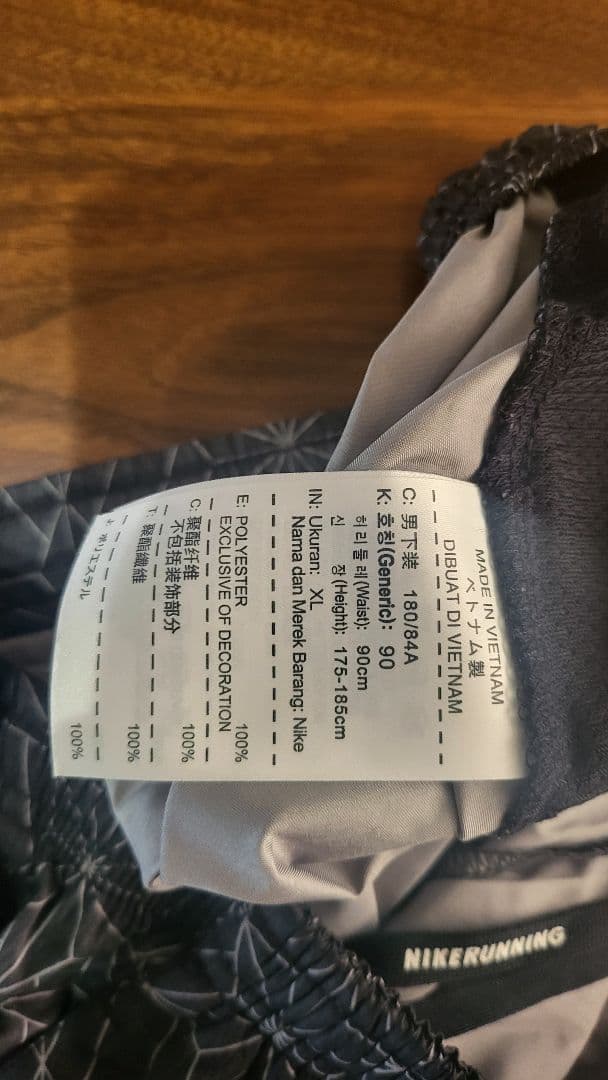 MADE IN VIETNAM
ベトナム製
DIBUAT DI VIETNAM
C: 男下装 180/84A
K: 호칭(Generic): 90
허리둘레(Waist): 90cm
신 장(Height): 175-185cm
IN: Ukuran: XL
Nama dan Merek Barang: Nike
E: POLYESTER 100%
EXCLUSIVE OF DECORATION
C: 聚酯纤维 100%
不包括装饰部分
T: 聚酯纖維 100%
ポリエステル 100%
NIKERUNNING